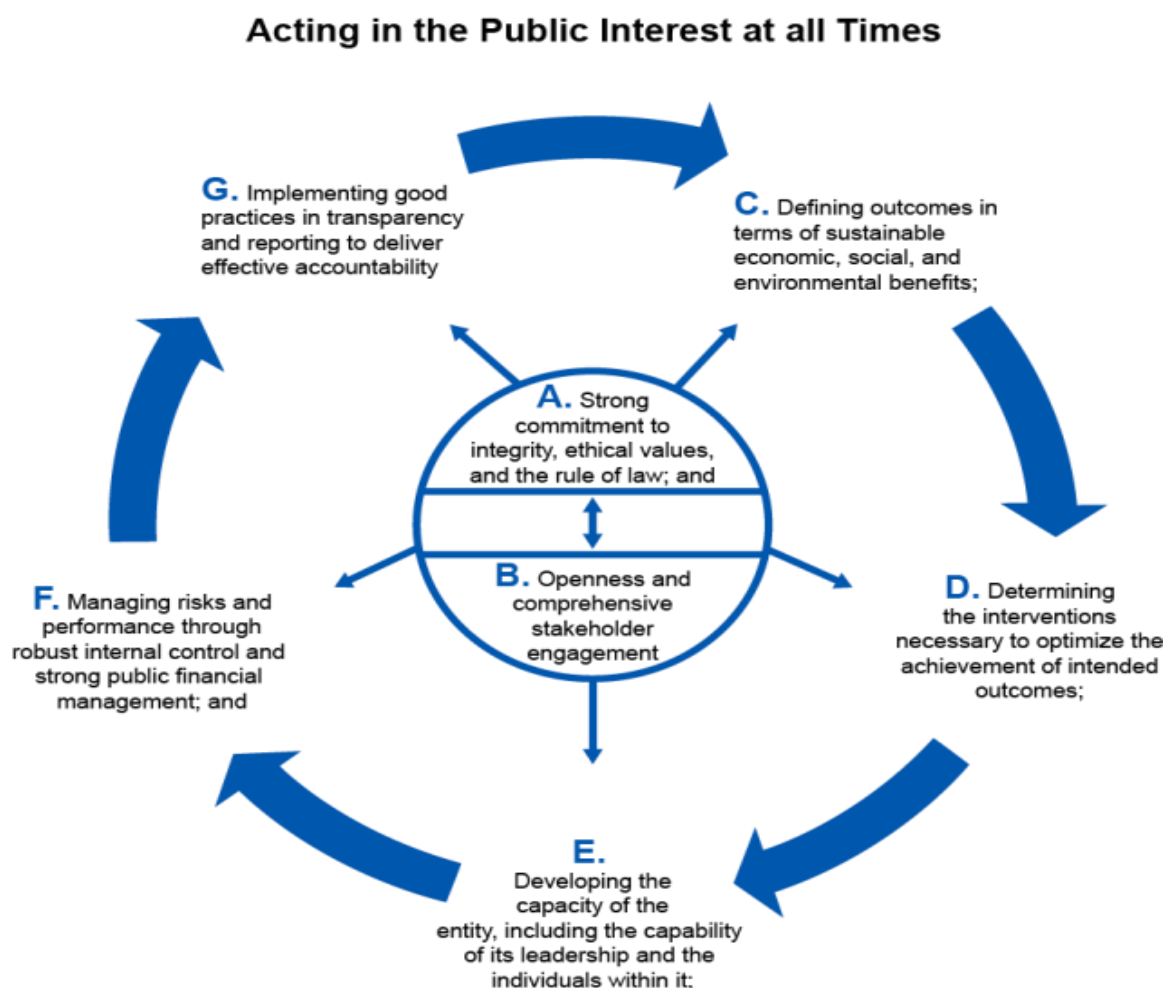 Acting in the Public Interest at all Times
G. Implementing good
practices in transparency
and reporting to deliver
effective accountability
C. Defining outcomes in
terms of sustainable
economic, social, and
environmental benefits;
A. Strong
commitment to
integrity, ethical values,
and the rule of law; and
B. Openness and
comprehensive
stakeholder
engagement
F. Managing risks and
performance through
robust internal control and
strong public financial
management; and
D. Determining
the interventions
necessary to optimize the
achievement of intended
outcomes;
E.
Developing the
capacity of the
entity, including the capability
of its leadership and the
individuals within it;